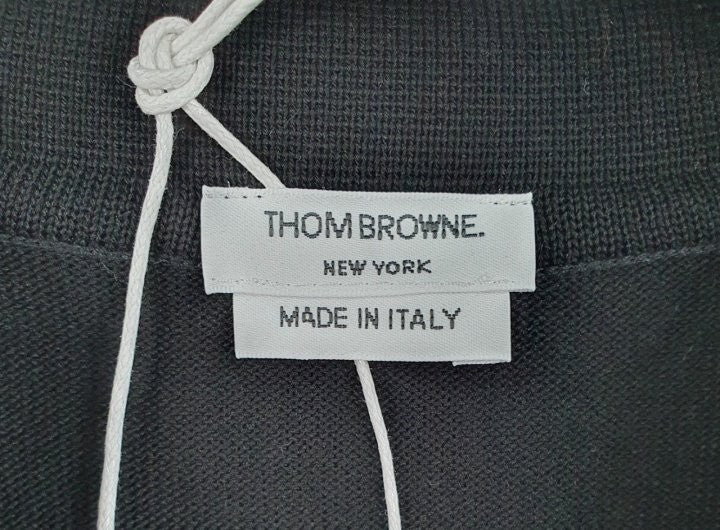 THOM BROWNE.
NEW YORK
MADE IN ITALY